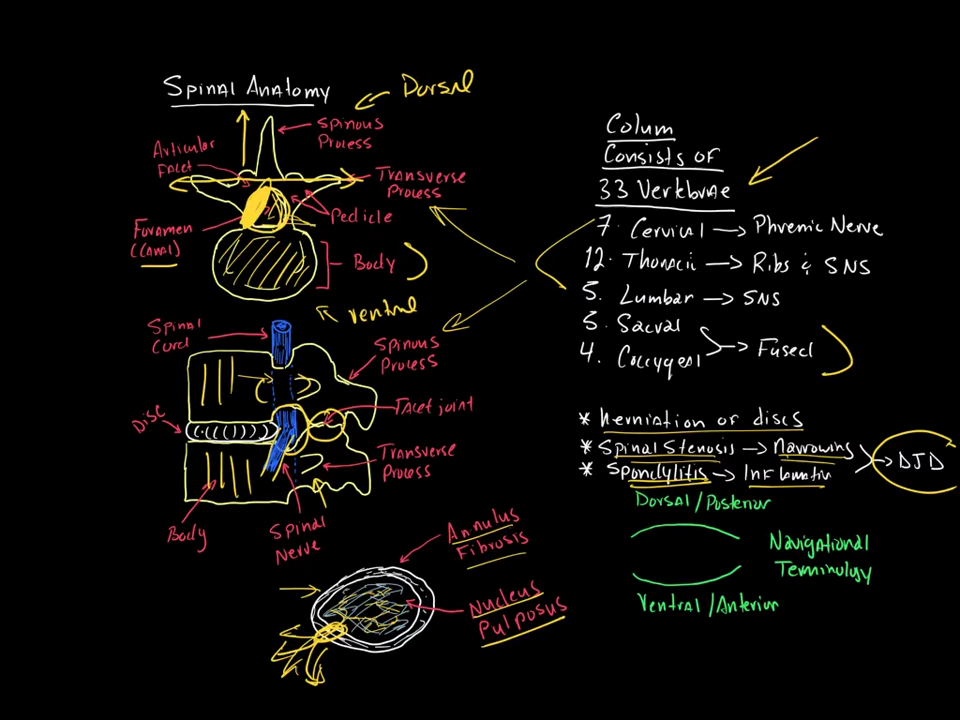 Spinal Anatomy
Dorsal
Spinous
Process
Articular
Facet
Transverse
Process
Pedicle
Foramen
(Canal)
Body
ventral
Spinal
Cord
Spinous
Process
Facet joint
Disc
Transverse
Process
Body
Spinal
Nerve
Annulus
Fibrosis
Nucleus
Pulposus
Colum
Consists of
33 Vertebrae
7. Cervical → Phrenic Nerve
12. Thoracic → Ribs & SNS
5. Lumbar → SNS
5. Sacral
4. Coccygeal
→ Fused
* herniation of discs
* Spinal Stenosis → Narrowing
* Spondylitis → Inflamation
→ DJD
Dorsal/Posterior
Navigational
Terminology
Ventral/Anterior